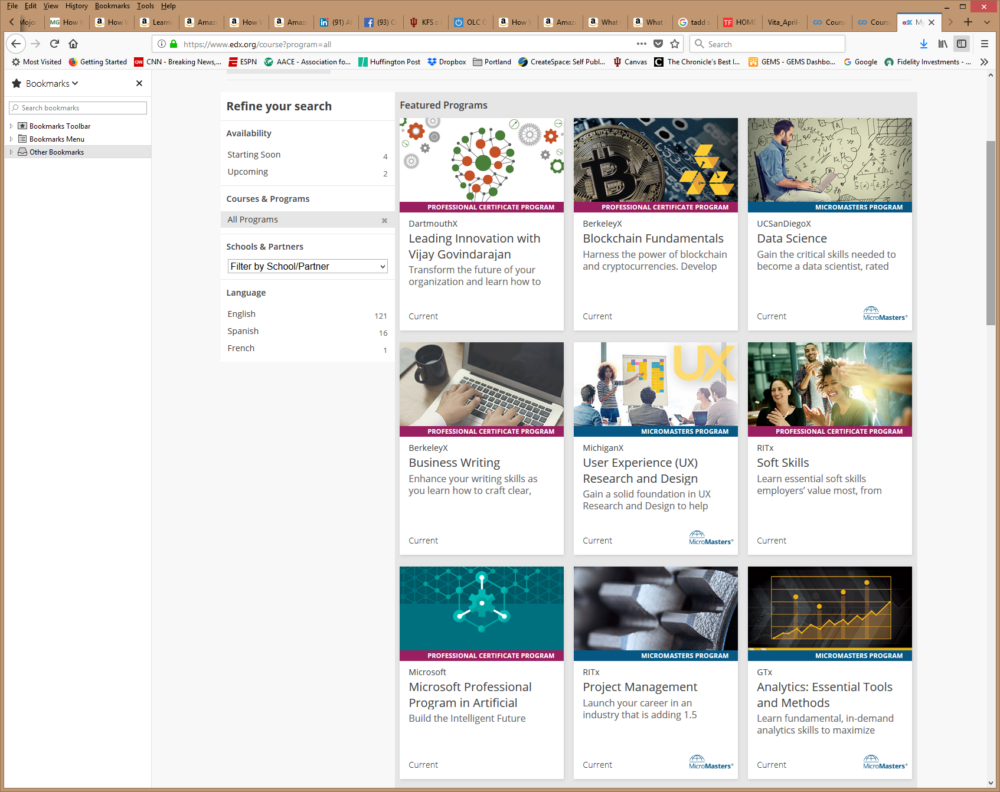 File Edit View History Bookmarks Tools Help
Mojo: MG How W How W Learni Amazo How W Amazo in (91) A (93) C KFS :: OLC C How W Amazo What What tadd s TF HOME Vita_April- Course Course edX My
https://www.edx.org/course?program=all
Search
Most Visited Getting Started CNN CNN - Breaking News,... ESPN AACE - Association fo... Huffington Post Dropbox Portland CreateSpace: Self Publ... Canvas The Chronicle's Best I... GEMS - GEMS Dashbo... Google Fidelity Investments - ...
Bookmarks
Search bookmarks
Bookmarks Toolbar
Bookmarks Menu
Other Bookmarks
Refine your search
Availability
Starting Soon 4
Upcoming 2
Courses & Programs
All Programs
Schools & Partners
Filter by School/Partner
Language
English 121
Spanish 16
French 1
Featured Programs
PROFESSIONAL CERTIFICATE PROGRAM
DartmouthX
Leading Innovation with
Vijay Govindarajan
Transform the future of your
organization and learn how to
Current
PROFESSIONAL CERTIFICATE PROGRAM
BerkeleyX
Blockchain Fundamentals
Harness the power of blockchain
and cryptocurrencies. Develop
Current
MICROMASTERS PROGRAM
UCSanDiegoX
Data Science
Gain the critical skills needed to
become a data scientist, rated
Current
MicroMasters®
PROFESSIONAL CERTIFICATE PROGRAM
BerkeleyX
Business Writing
Enhance your writing skills as
you learn how to craft clear,
Current
UX
MICROMASTERS PROGRAM
MichiganX
User Experience (UX)
Research and Design
Gain a solid foundation in UX
Research and Design to help
Current
MicroMasters®
PROFESSIONAL CERTIFICATE PROGRAM
RITx
Soft Skills
Learn essential soft skills
employers’ value most, from
Current
PROFESSIONAL CERTIFICATE PROGRAM
Microsoft
Microsoft Professional
Program in Artificial
Build the Intelligent Future
Current
MICROMASTERS PROGRAM
RITx
Project Management
Launch your career in an
industry that is adding 1.5
Current
MicroMasters®
MICROMASTERS PROGRAM
GTx
Analytics: Essential Tools
and Methods
Learn fundamental, in-demand
analytics skills to maximize
Current
MicroMasters®